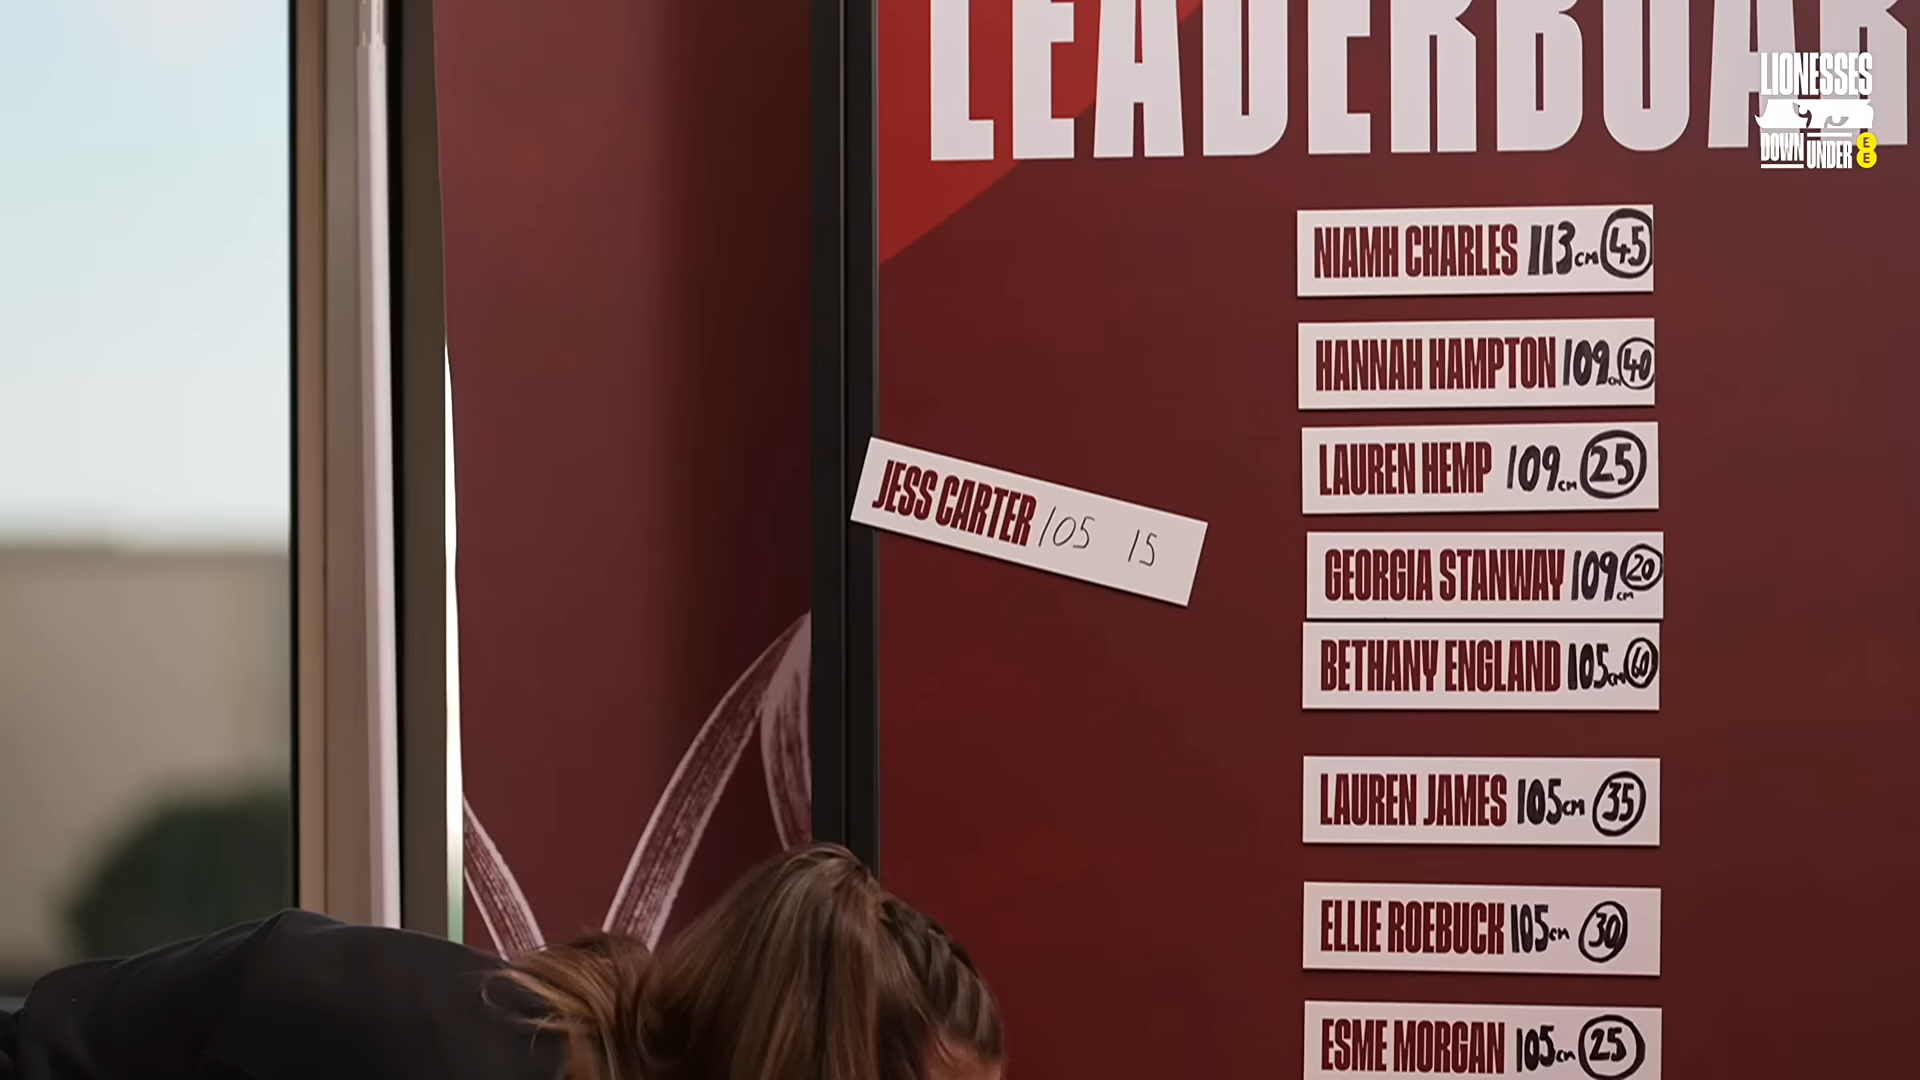 LEADERBOAR
LIONESSES
DOWN UNDER EE
NIAMH CHARLES 113cm 45
HANNAH HAMPTON 109cm 40
LAUREN HEMP 109cm 25
JESS CARTER 105 15
GEORGIA STANWAY 109cm 20
BETHANY ENGLAND 105cm 60
LAUREN JAMES 105cm 35
ELLIE ROEBUCK 105cm 30
ESME MORGAN 105cm 25